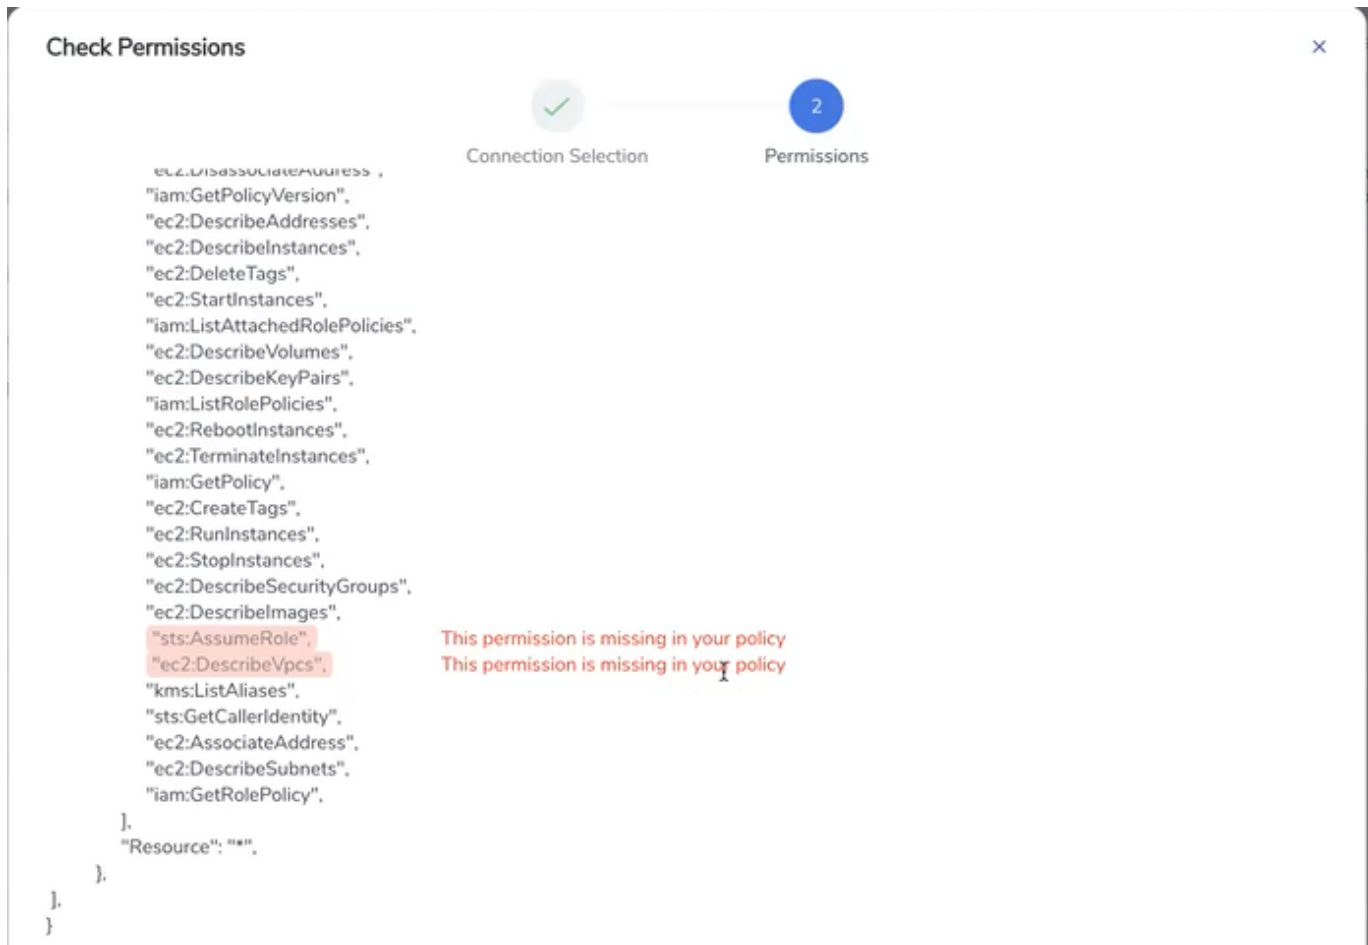 Check Permissions
×
2
Connection Selection
Permissions
"ec2:DisassociateAddress",
"iam:GetPolicyVersion",
"ec2:DescribeAddresses",
"ec2:DescribeInstances",
"ec2:DeleteTags",
"ec2:StartInstances",
"iam:ListAttachedRolePolicies",
"ec2:DescribeVolumes",
"ec2:DescribeKeyPairs",
"iam:ListRolePolicies",
"ec2:RebootInstances",
"ec2:TerminateInstances",
"iam:GetPolicy",
"ec2:CreateTags",
"ec2:RunInstances",
"ec2:StopInstances",
"ec2:DescribeSecurityGroups",
"ec2:DescribeImages",
"sts:AssumeRole", This permission is missing in your policy
"ec2:DescribeVpcs", This permission is missing in your policy
"kms:ListAliases",
"sts:GetCallerIdentity",
"ec2:AssociateAddress",
"ec2:DescribeSubnets",
"iam:GetRolePolicy",
],
"Resource": "*",
},
],
}